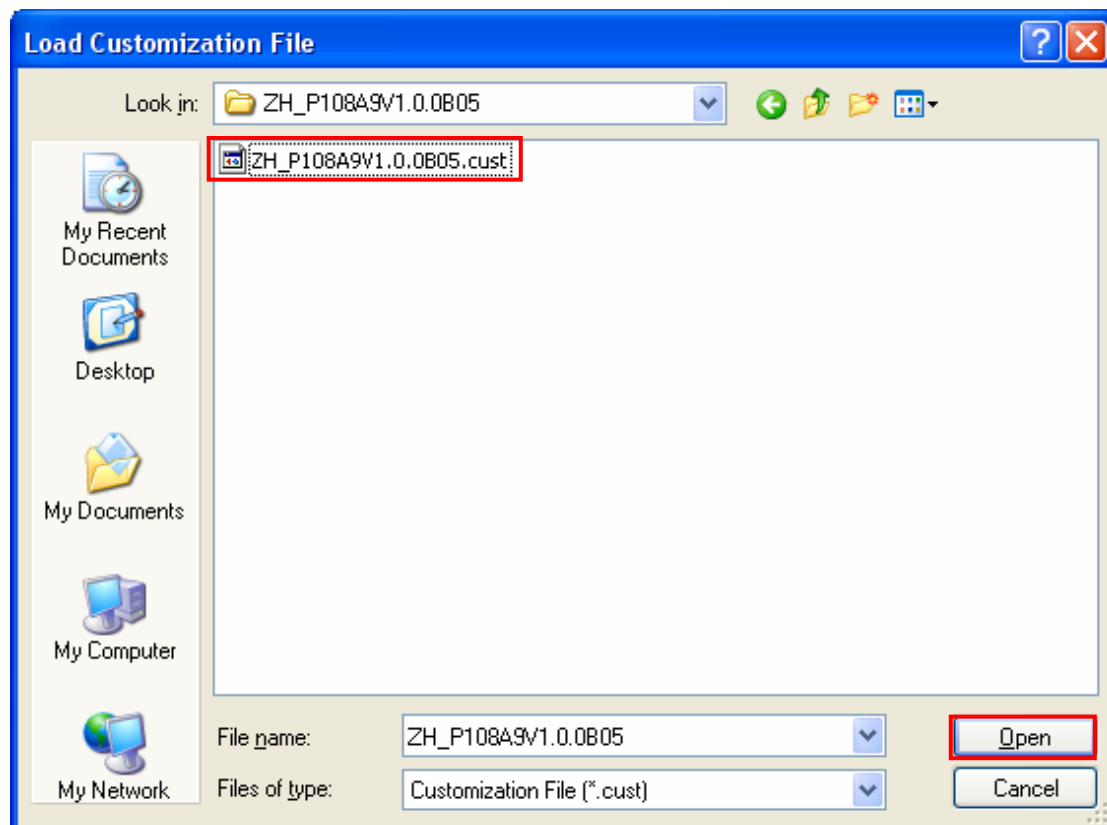 Load Customization File
Look in: ZH_P108A9V1.0.0B05
ZH_P108A9V1.0.0B05.cust
My Recent
Documents
Desktop
My Documents
My Computer
My Network
File name: ZH_P108A9V1.0.0B05 Open
Files of type: Customization File (*.cust) Cancel